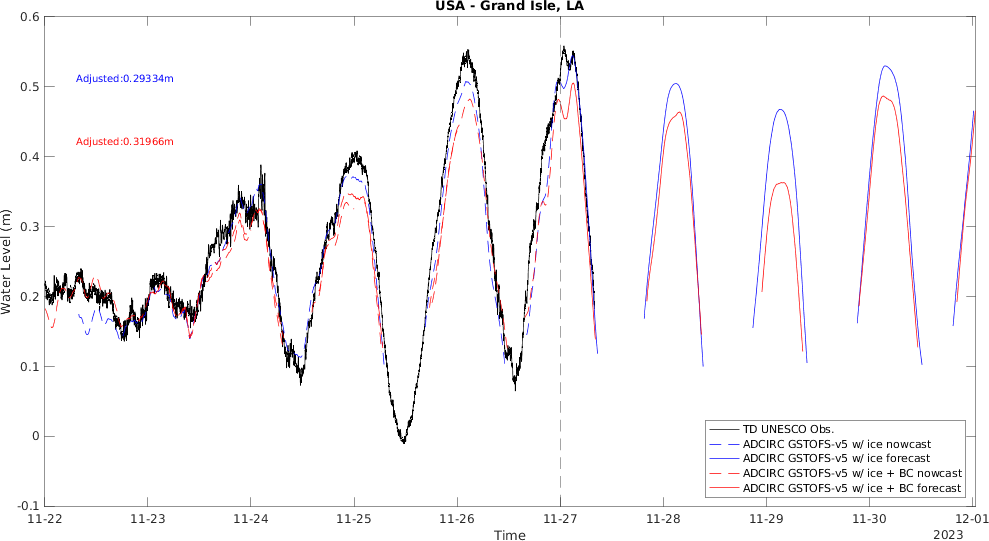 USA - Grand Isle, LA
0.6
0.5
0.4
0.3
0.2
0.1
0
-0.1
Water Level (m)
Adjusted:0.29334m
Adjusted:0.31966m
TD UNESCO Obs.
ADCIRC GSTOFS-v5 w/ ice nowcast
ADCIRC GSTOFS-v5 w/ ice forecast
ADCIRC GSTOFS-v5 w/ ice + BC nowcast
ADCIRC GSTOFS-v5 w/ ice + BC forecast
11-22 11-23 11-24 11-25 11-26 11-27 11-28 11-29 11-30 12-01
Time
2023